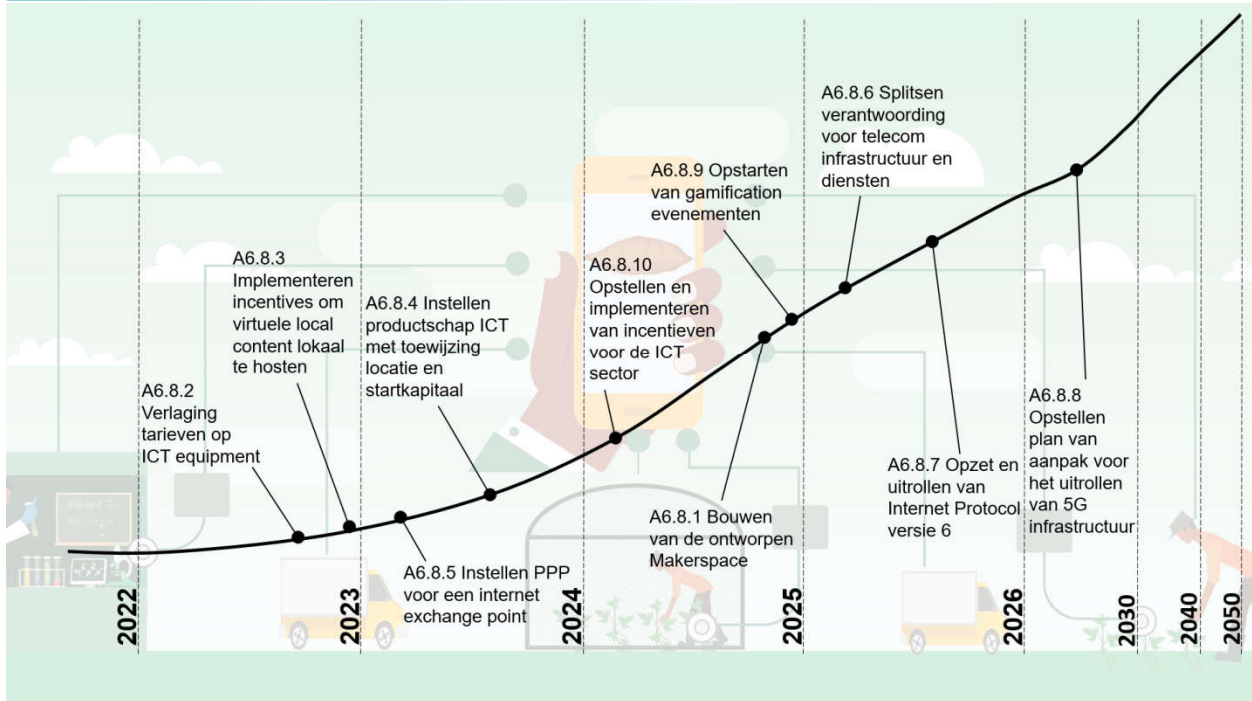 A6.8.2
Verlaging
tarieven op
ICT equipment
A6.8.3
Implementeren
incentives om
virtuele local
content lokaal
te hosten
A6.8.5 Instellen PPP
voor een internet
exchange point
A6.8.4 Instellen
productschap ICT
met toewijzing
locatie en
startkapitaal
A6.8.10
Opstellen en
implementeren
van incentieven
voor de ICT
sector
A6.8.1 Bouwen
van de ontworpen
Makerspace
A6.8.9 Opstarten
van gamification
evenementen
A6.8.6 Splitsen
verantwoording
voor telecom
infrastructuur en
diensten
A6.8.7 Opzet en
uitrollen van
Internet Protocol
versie 6
A6.8.8
Opstellen
plan van
aanpak voor
het uitrollen
van 5G
infrastructuur
2022
2023
2024
2025
2026
2030
2040
2050